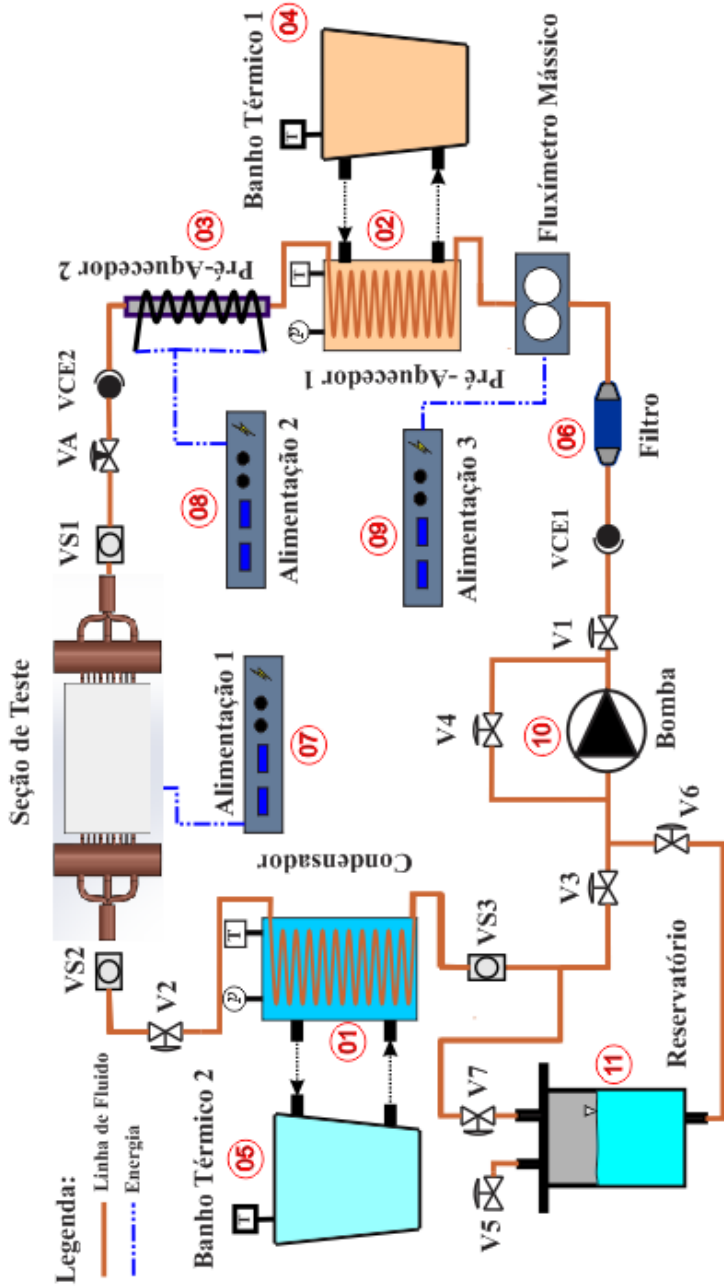 Legenda:
Linha de Fluido
Energia
Seção de Teste
VS2
VS1
VA
VCE2
V2
Pré-Aquecedor 2
03
Banho Térmico 2
T
05
01
P
T
Condensador
Alimentação 1
07
Alimentação 2
08
P
T
02
Pré - Aquecedor 1
Banho Térmico 1
T
04
Alimentação 3
09
VS3
V7
V5
11
Reservatório
V3
V6
V4
10
Bomba
V1
VCE1
06
Filtro
Fluxímetro Mássico